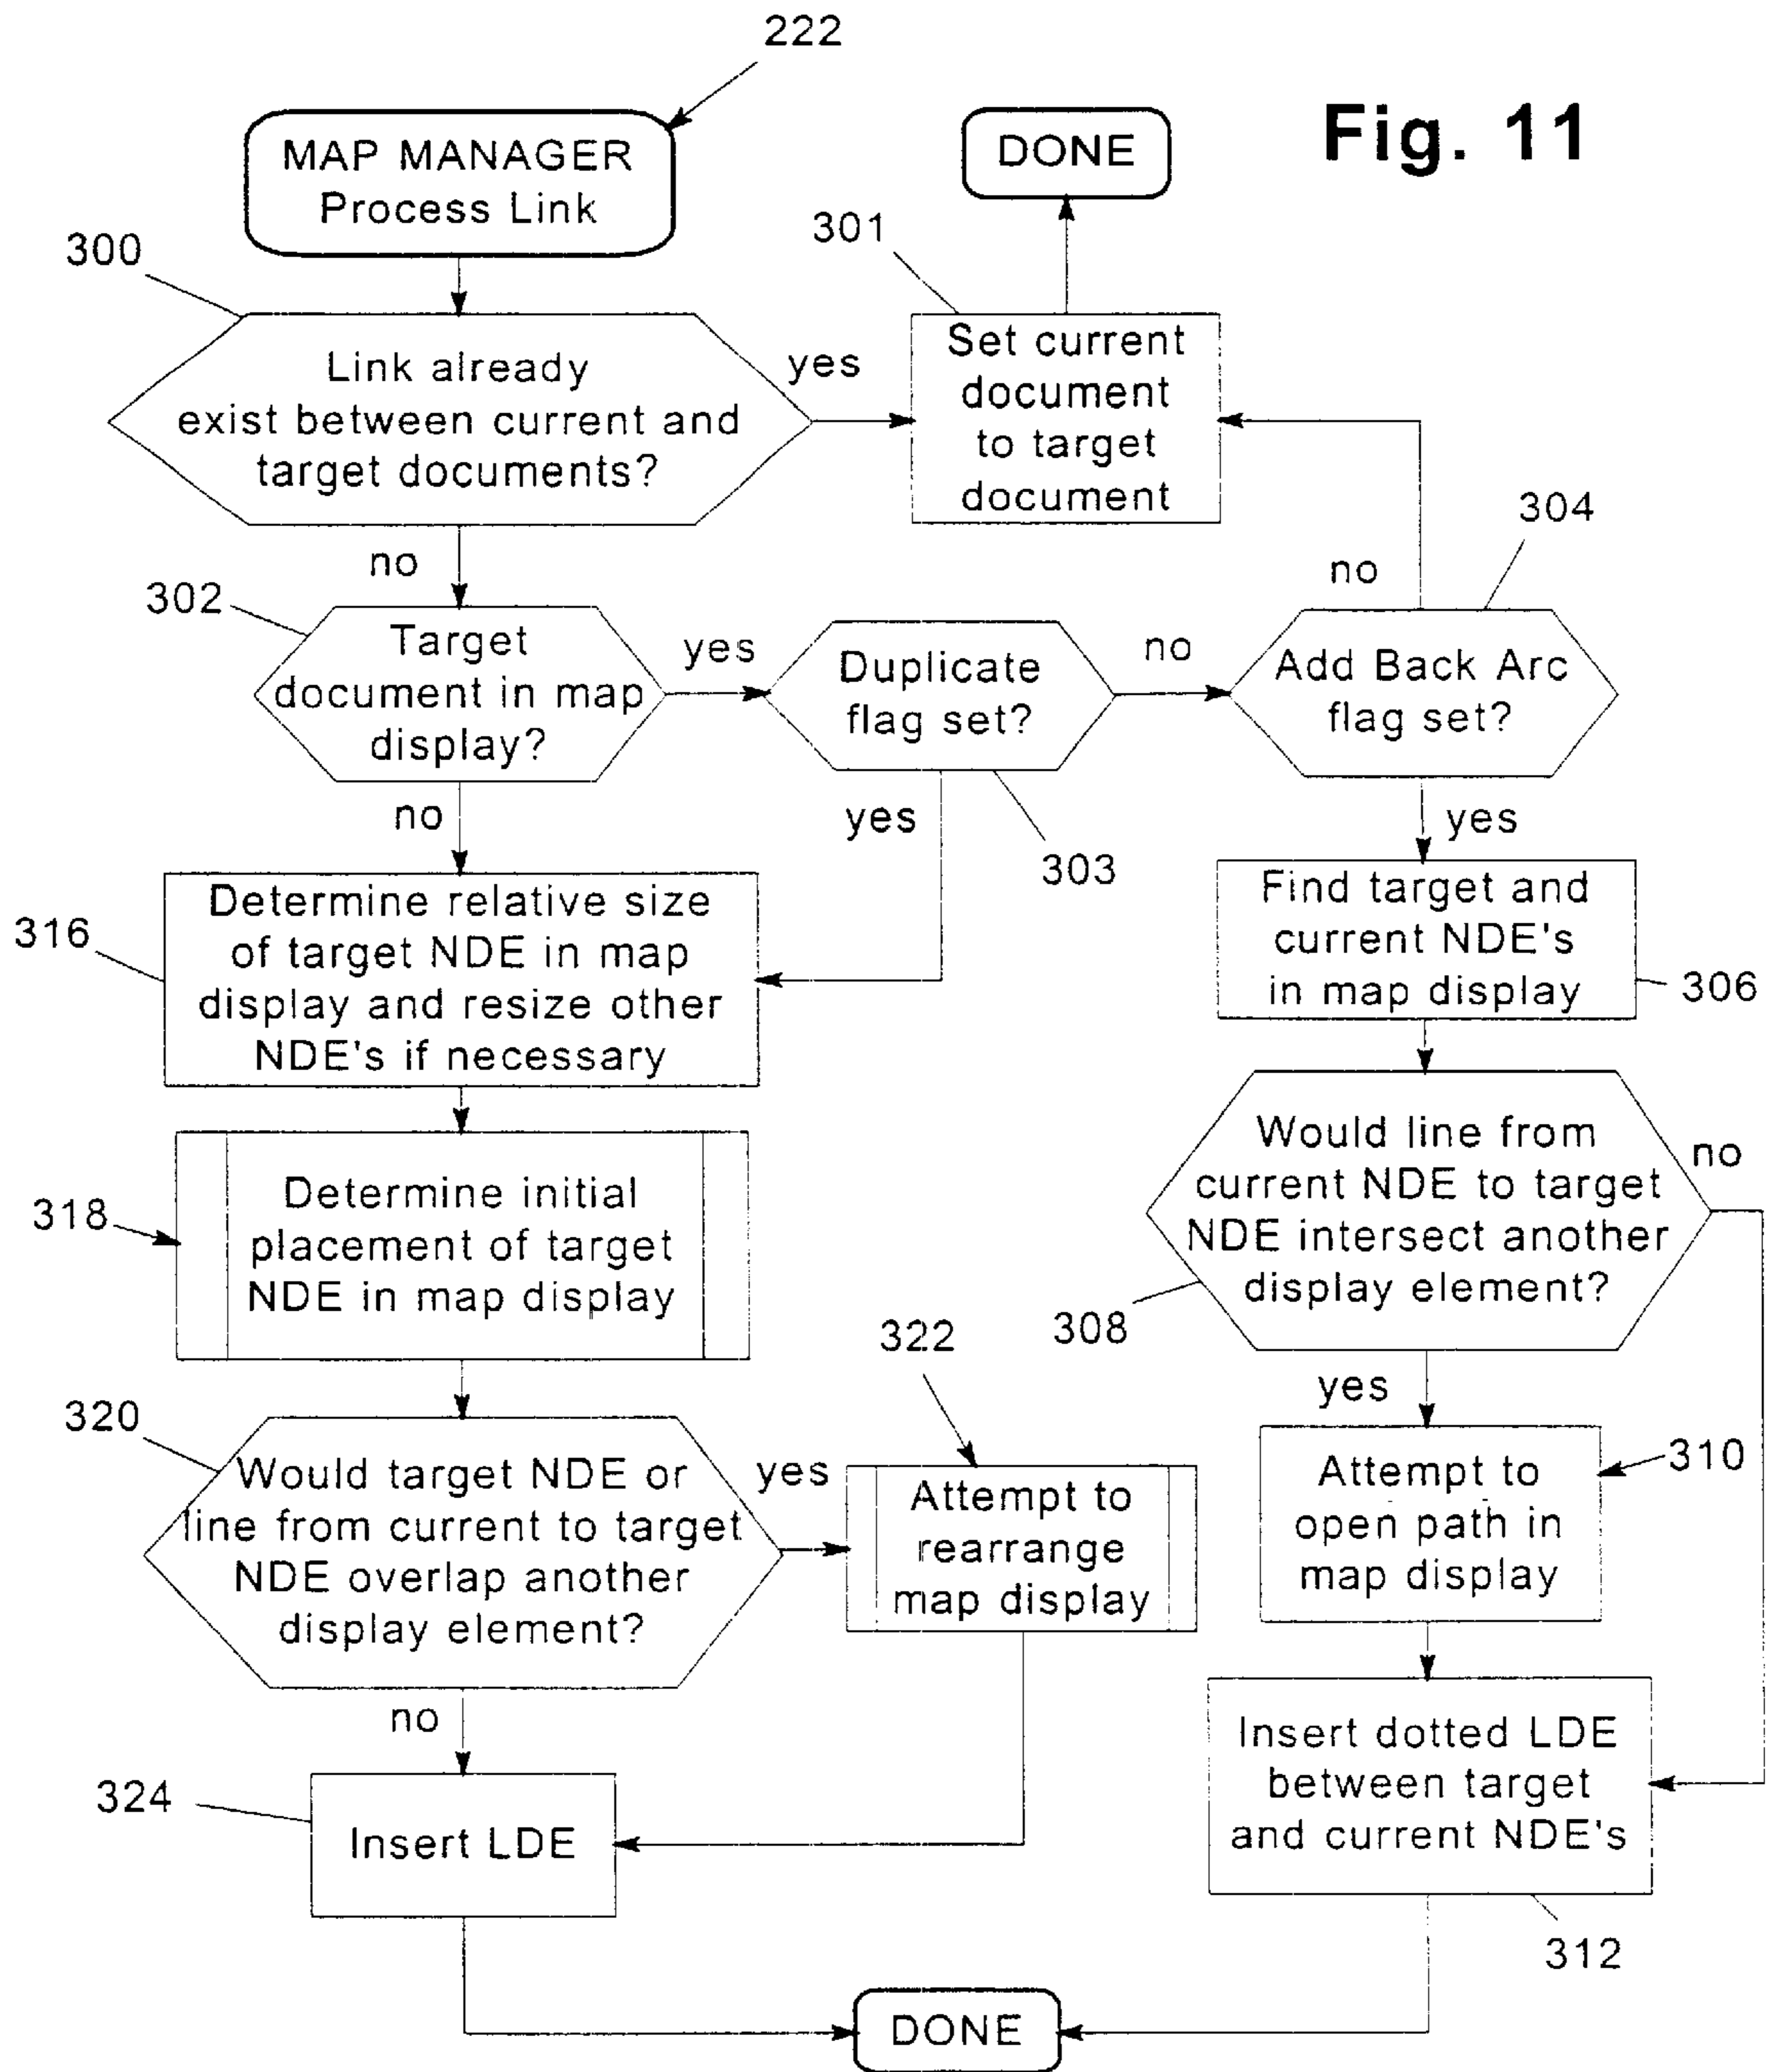 222
Fig. 11
MAP MANAGER
Process Link
DONE
300
301
Link already
exist between current and
target documents?
yes
Set current
document
to target
document
no
302
304
no
Target
document in map
display?
yes
Duplicate
flag set?
no
Add Back Arc
flag set?
no
yes
303
yes
316
Determine relative size
of target NDE in map
display and resize other
NDE's if necessary
Find target and
current NDE's
in map display
306
318
Determine initial
placement of target
NDE in map display
Would line from
current NDE to target
NDE intersect another
display element?
no
308
322
yes
320
Would target NDE or
line from current to target
NDE overlap another
display element?
yes
Attempt to
rearrange
map display
Attempt to
open path in
map display
310
no
324
Insert LDE
Insert dotted LDE
between target
and current NDE's
312
DONE